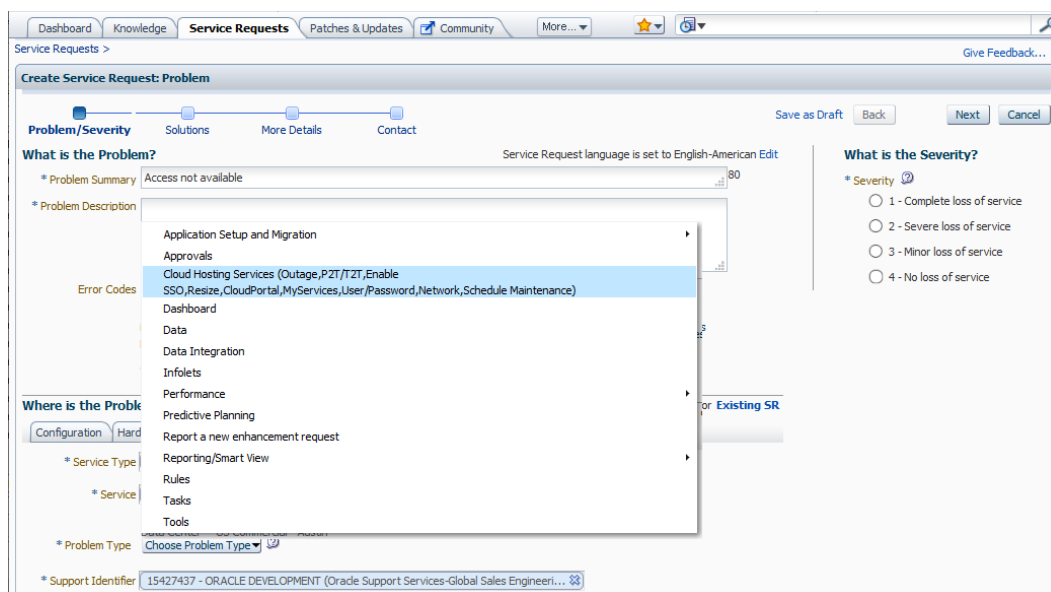 Dashboard Knowledge Service Requests Patches & Updates Community More...
Service Requests >
Give Feedback...
Create Service Request: Problem
Problem/Severity Solutions More Details Contact
Save as Draft Back Next Cancel
What is the Problem?
Service Request language is set to English-American Edit
* Problem Summary Access not available 80
* Problem Description
Error Codes
Application Setup and Migration
Approvals
Cloud Hosting Services (Outage,P2T/T2T,Enable
SSO,Resize,CloudPortal,MyServices,User/Password,Network,Schedule Maintenance)
Dashboard
Data
Data Integration
Infolets
Performance
Predictive Planning
Report a new enhancement request
Reporting/Smart View
Rules
Tasks
Tools
What is the Severity?
* Severity
1 - Complete loss of service
2 - Severe loss of service
3 - Minor loss of service
4 - No loss of service
Where is the Proble
or Existing SR
Configuration Hard
* Service Type
* Service
* Problem Type Choose Problem Type
* Support Identifier 15427437 - ORACLE DEVELOPMENT (Oracle Support Services-Global Sales Engineeri...